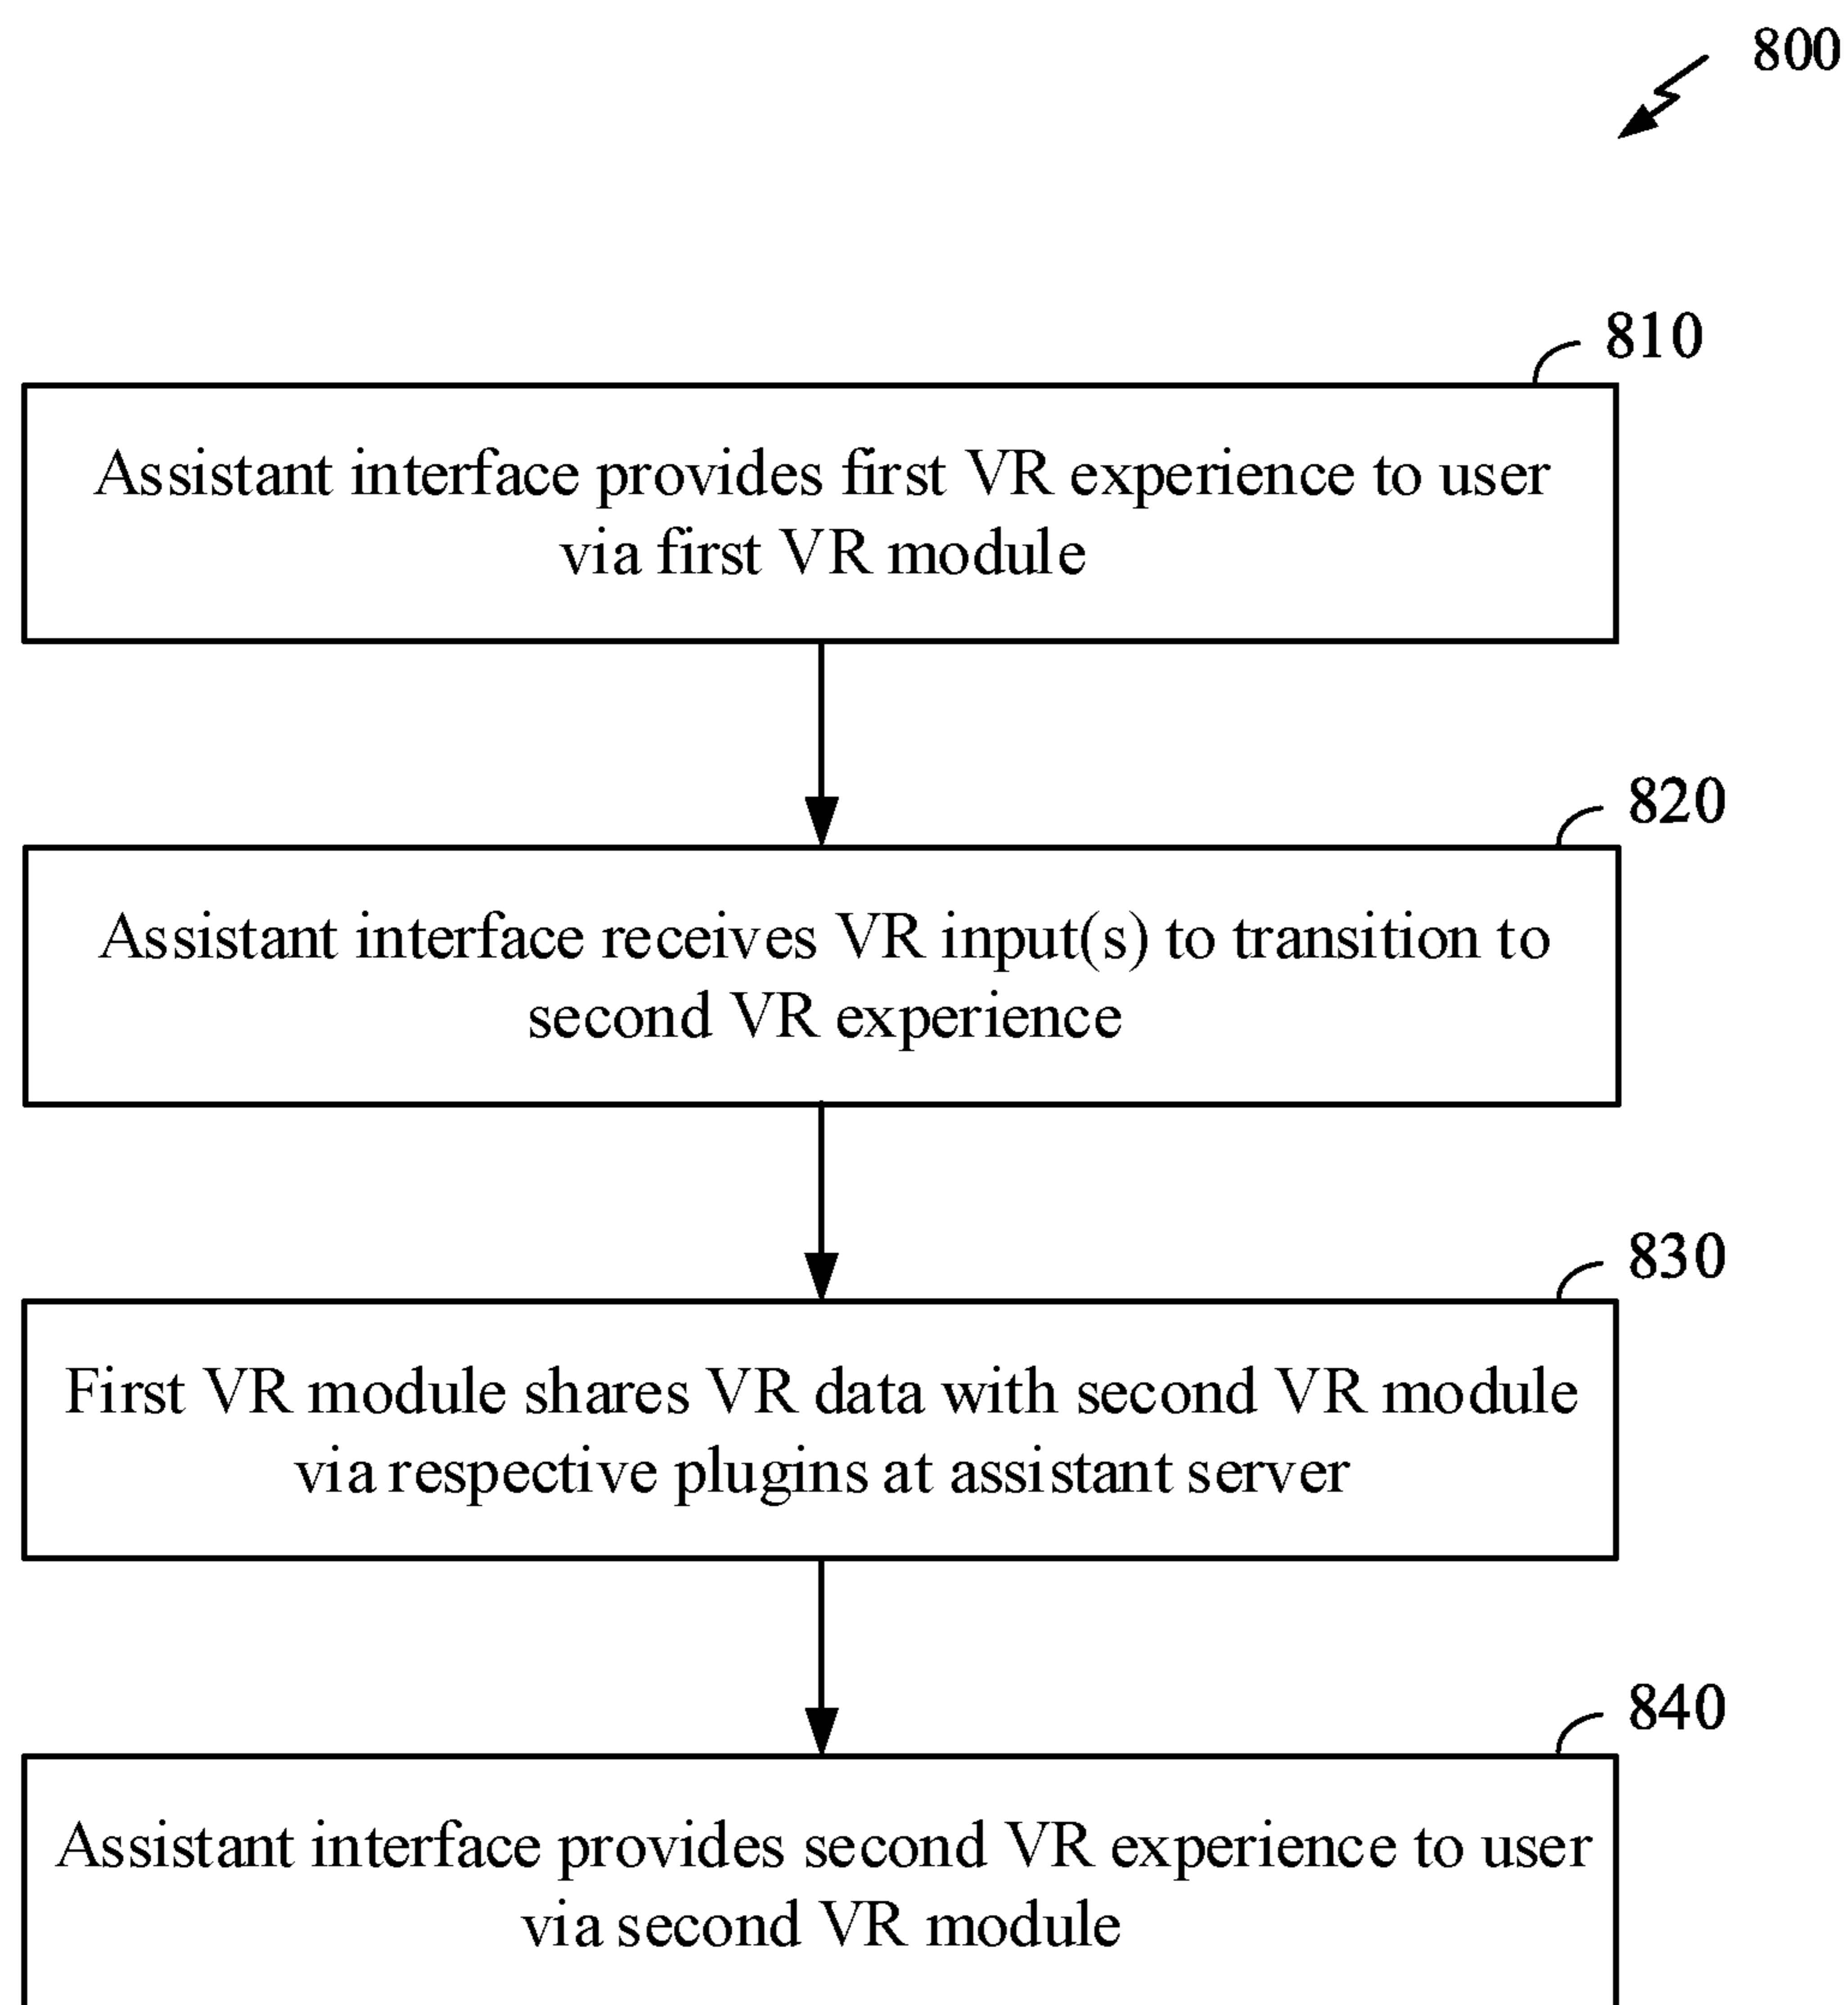 800
810
Assistant interface provides first VR experience to user
via first VR module
820
Assistant interface receives VR input(s) to transition to
second VR experience
830
First VR module shares VR data with second VR module
via respective plugins at assistant server
840
Assistant interface provides second VR experience to user
via second VR module